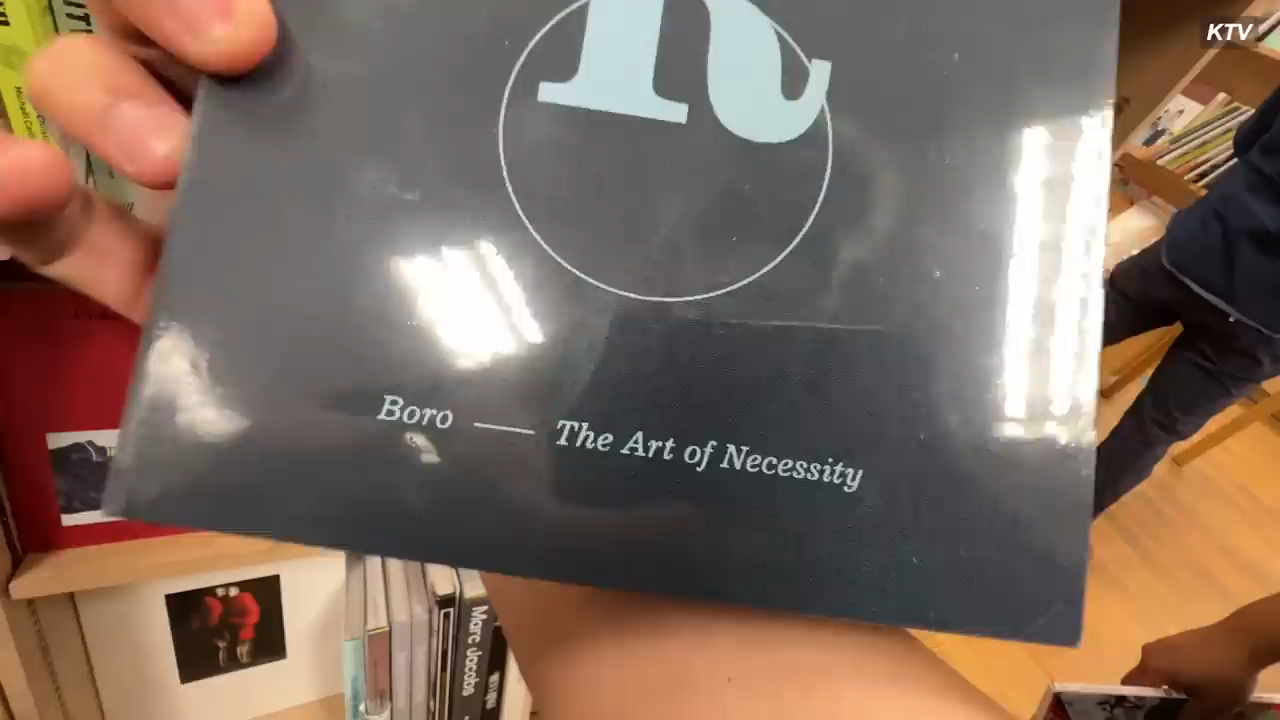 KTV
R
Boro — The Art of Necessity
Marc Jacobs